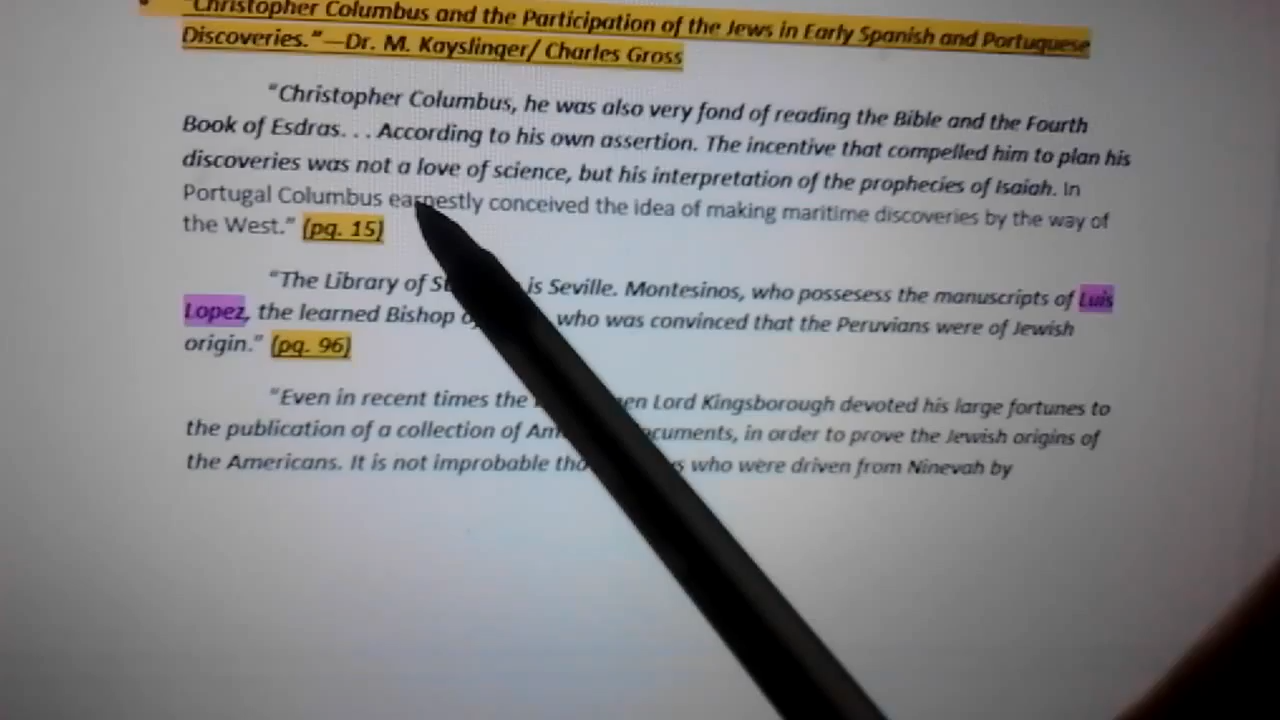 "Christopher Columbus and the Participation of the Jews in Early Spanish and Portuguese
Discoveries."—Dr. M. Kayslinger/ Charles Gross
"Christopher Columbus, he was also very fond of reading the Bible and the Fourth
Book of Esdras. . . According to his own assertion. The incentive that compelled him to plan his
discoveries was not a love of science, but his interpretation of the prophecies of Isaiah. In
Portugal Columbus earnestly conceived the idea of making maritime discoveries by the way of
the West." (pg. 15)
"The Library of is Seville. Montesinos, who possesess the manuscripts of Luis
Lopez, the learned Bishop who was convinced that the Peruvians were of Jewish
origin." (pg. 96)
"Even in recent times the Lord Kingsborough devoted his large fortunes to
the publication of a collection of in order to prove the Jewish origins of
the Americans. It is not improbable who were driven from Ninevah by